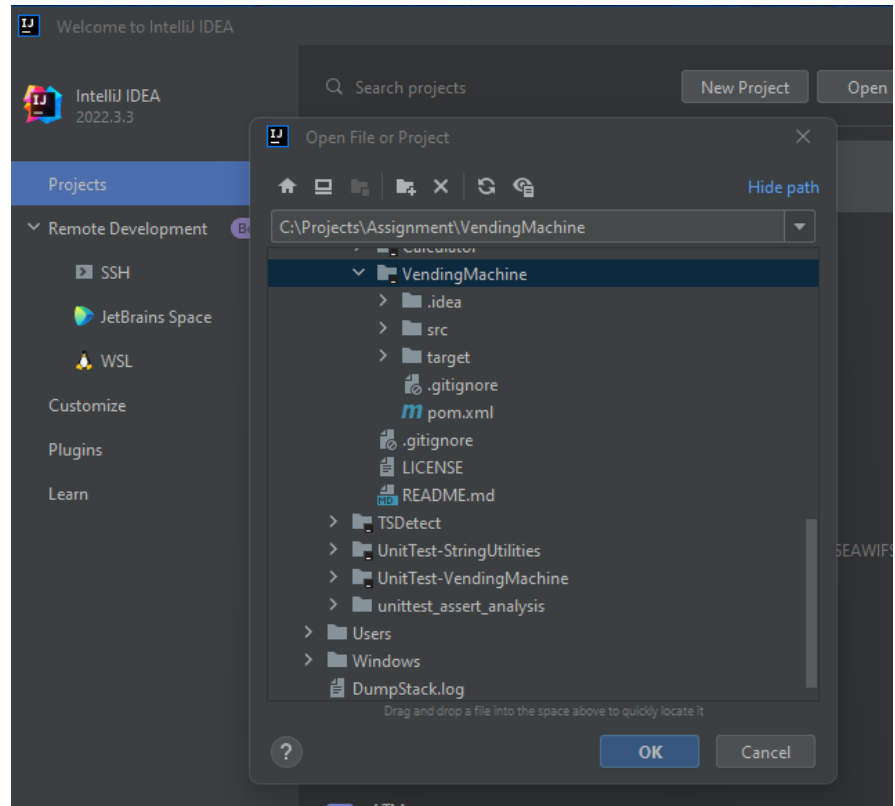 Welcome to IntelliJ IDEA
IntelliJ IDEA
2022.3.3
Search projects
New Project
Open
Open File or Project
Projects
Hide path
Remote Development
C:\Projects\Assignment\VendingMachine
Calculator
VendingMachine
.idea
SSH
src
JetBrains Space
target
WSL
.gitignore
Customize
pom.xml
.gitignore
Plugins
LICENSE
Learn
README.md
TSDetect
UnitTest-StringUtilities
SEAWIFS
UnitTest-VendingMachine
unittest_assert_analysis
Users
Windows
DumpStack.log
Drag and drop a file into the space above to quickly locate it
?
OK
Cancel